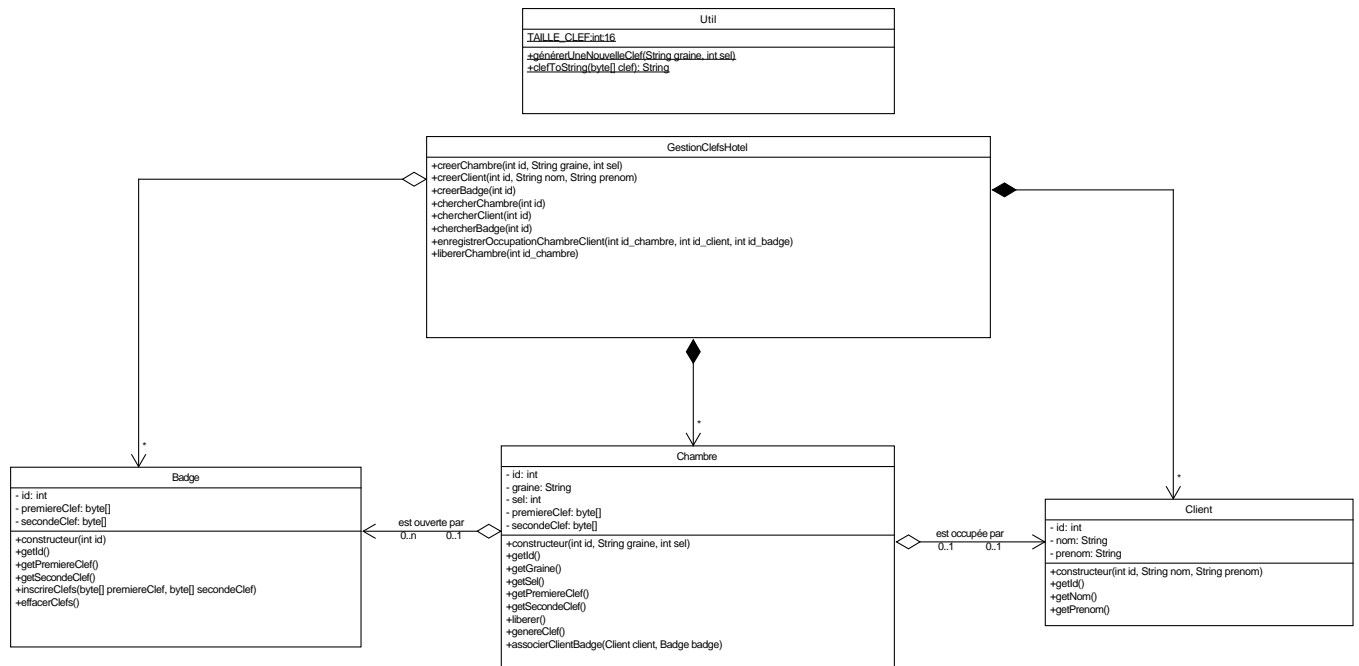 Util
TAILLE_CLEF:int:16
+générerUneNouvelleClef(String graine, int sel)
+clefToString(byte[] clef): String
GestionClefsHotel
+creerChambre(int id, String graine, int sel)
+creerClient(int id, String nom, String prenom)
+creerBadge(int id)
+chercherChambre(int id)
+chercherClient(int id)
+chercherBadge(int id)
+enregistrerOccupationChambreClient(int id_chambre, int id_client, int id_badge)
+libererChambre(int id_chambre)
*
*
*
Badge
- id: int
- premiereClef: byte[]
- secondeClef: byte[]
+constructeur(int id)
+getId()
+getPremiereClef()
+getSecondeClef()
+inscrireClefs(byte[] premiereClef, byte[] secondeClef)
+effacerClefs()
est ouverte par
0..n 0..1
Chambre
- id: int
- graine: String
- sel: int
- premiereClef: byte[]
- secondeClef: byte[]
+constructeur(int id, String graine, int sel)
+getId()
+getGraine()
+getSel()
+getPremiereClef()
+getSecondeClef()
+liberer()
+genereClef()
+associerClientBadge(Client client, Badge badge)
est occupée par
0..1 0..1
Client
- id: int
- nom: String
- prenom: String
+constructeur(int id, String nom, String prenom)
+getId()
+getNom()
+getPrenom()